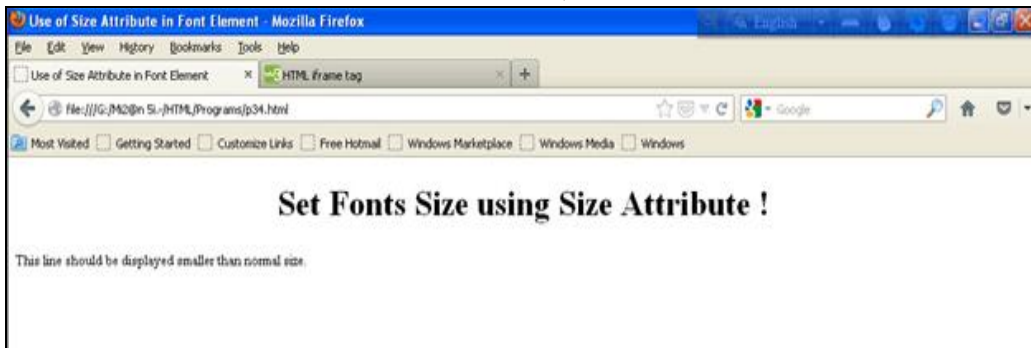 Use of Size Attribute in Font Element - Mozilla Firefox
English
File Edit View History Bookmarks Tools Help
Use of Size Attribute in Font Element × HTML iframe tag × +
Google
Most Visited Getting Started Customize Links Free Hotmail Windows Marketplace Windows Media Windows
Set Fonts Size using Size Attribute !
This line should be displayed smaller than normal size.